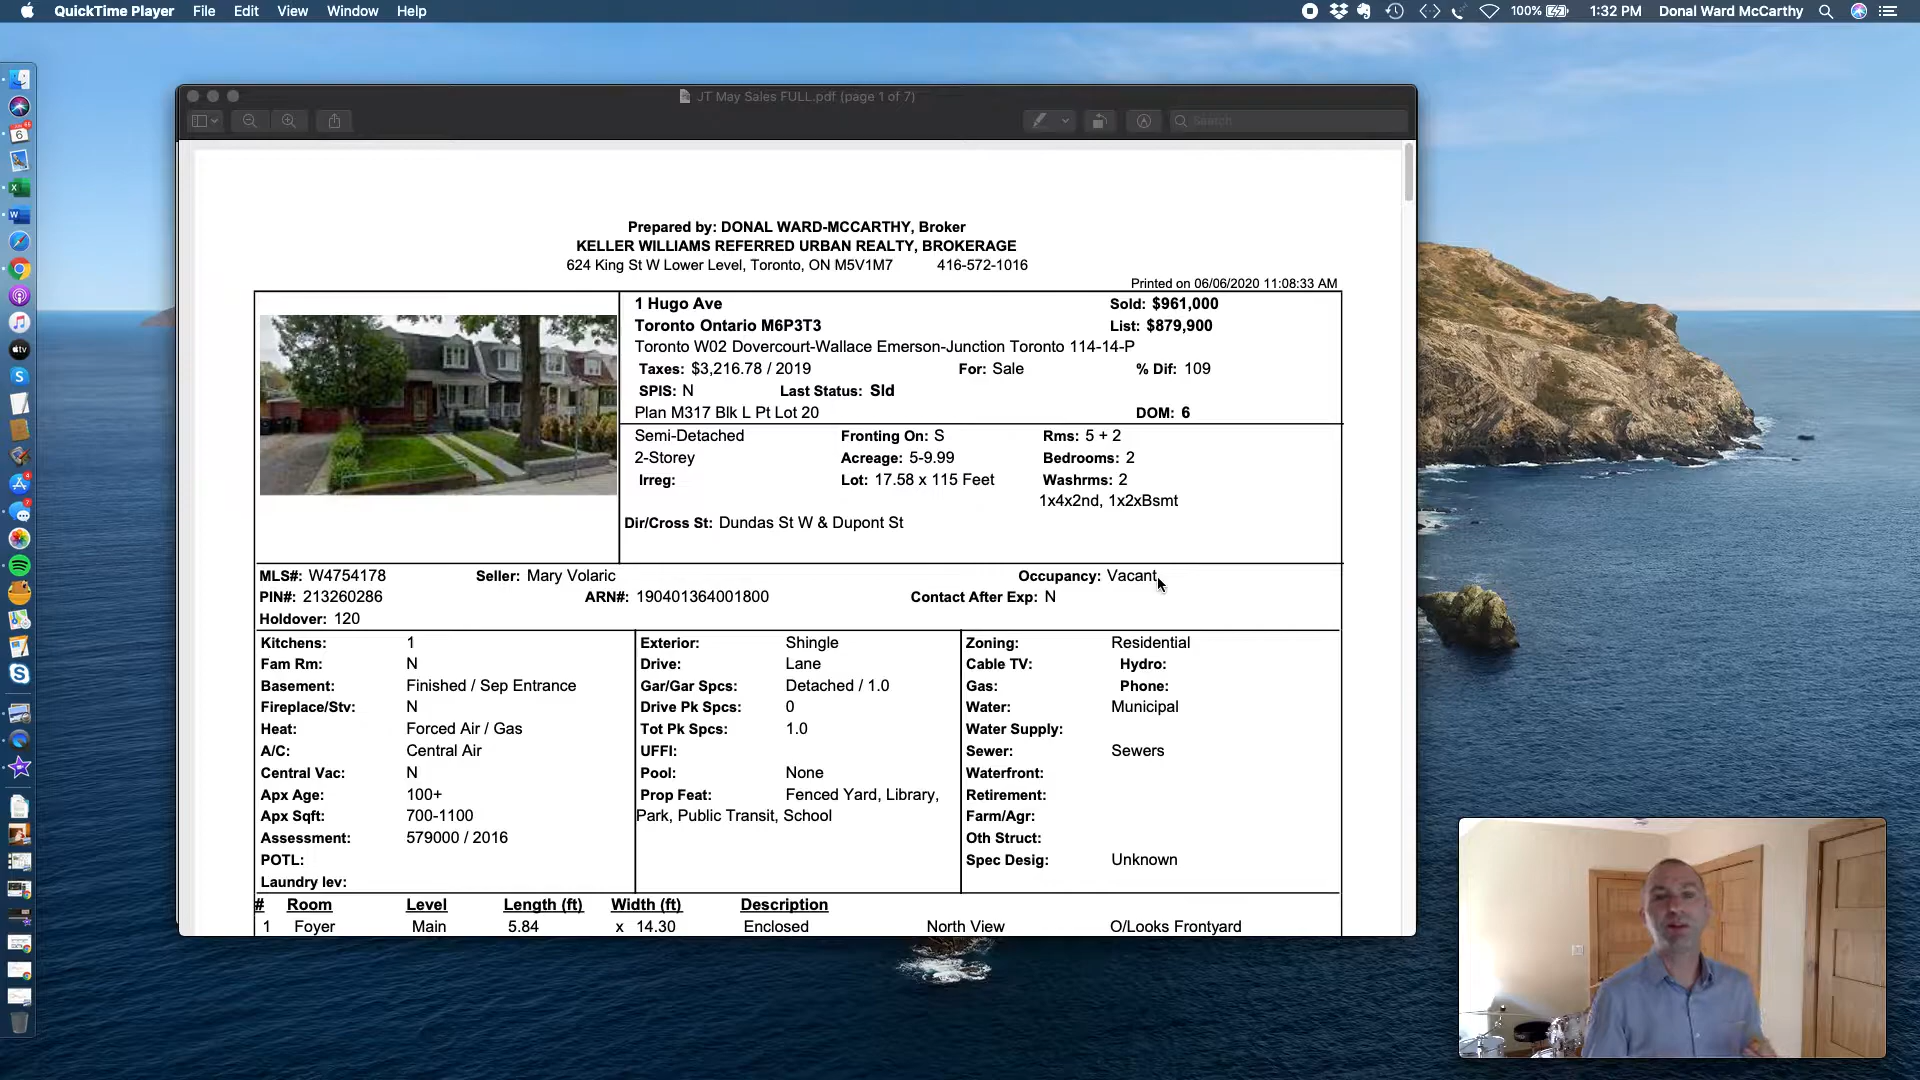 QuickTime Player File Edit View Window Help 100% 1:32 PM Donal Ward McCarthy
JT May Sales FULL.pdf (page 1 of 7)
Search
Prepared by: DONAL WARD-MCCARTHY, Broker
KELLER WILLIAMS REFERRED URBAN REALTY, BROKERAGE
624 King St W Lower Level, Toronto, ON M5V1M7 416-572-1016
Printed on 06/06/2020 11:08:33 AM
1 Hugo Ave Sold: $961,000
Toronto Ontario M6P3T3 List: $879,900
Toronto W02 Dovercourt-Wallace Emerson-Junction Toronto 114-14-P
Taxes: $3,216.78 / 2019 For: Sale % Dif: 109
SPIS: N Last Status: Sld
Plan M317 Blk L Pt Lot 20 DOM: 6
Semi-Detached Fronting On: S Rms: 5 + 2
2-Storey Acreage: 5-9.99 Bedrooms: 2
Irreg: Lot: 17.58 x 115 Feet Washrms: 2
1x4x2nd, 1x2xBsmt
Dir/Cross St: Dundas St W & Dupont St
MLS#: W4754178 Seller: Mary Volaric Occupancy: Vacant
PIN#: 213260286 ARN#: 190401364001800 Contact After Exp: N
Holdover: 120
Kitchens: 1 Exterior: Shingle Zoning: Residential
Fam Rm: N Drive: Lane Cable TV: Hydro:
Basement: Finished / Sep Entrance Gar/Gar Spcs: Detached / 1.0 Gas: Phone:
Fireplace/Stv: N Drive Pk Spcs: 0 Water: Municipal
Heat: Forced Air / Gas Tot Pk Spcs: 1.0 Water Supply:
A/C: Central Air UFFI: Sewer: Sewers
Central Vac: N Pool: None Waterfront:
Apx Age: 100+ Prop Feat: Fenced Yard, Library, Retirement:
Apx Sqft: 700-1100 Park, Public Transit, School Farm/Agr:
Assessment: 579000 / 2016 Oth Struct:
POTL: Spec Desig: Unknown
Laundry lev:
# Room Level Length (ft) Width (ft) Description
1 Foyer Main 5.84 x 14.30 Enclosed North View O/Looks Frontyard